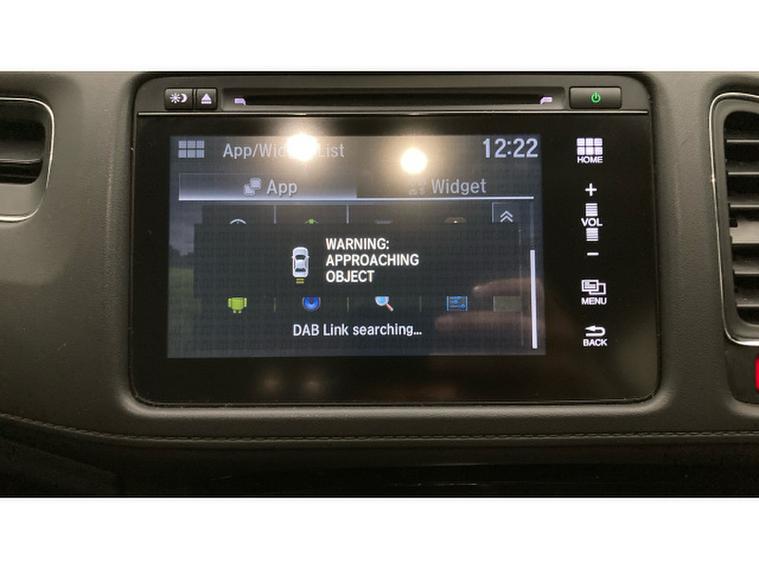 App/Widget List
12:22
HOME
App
Widget
+
VOL
−
WARNING:
APPROACHING
OBJECT
MENU
DAB Link searching...
BACK